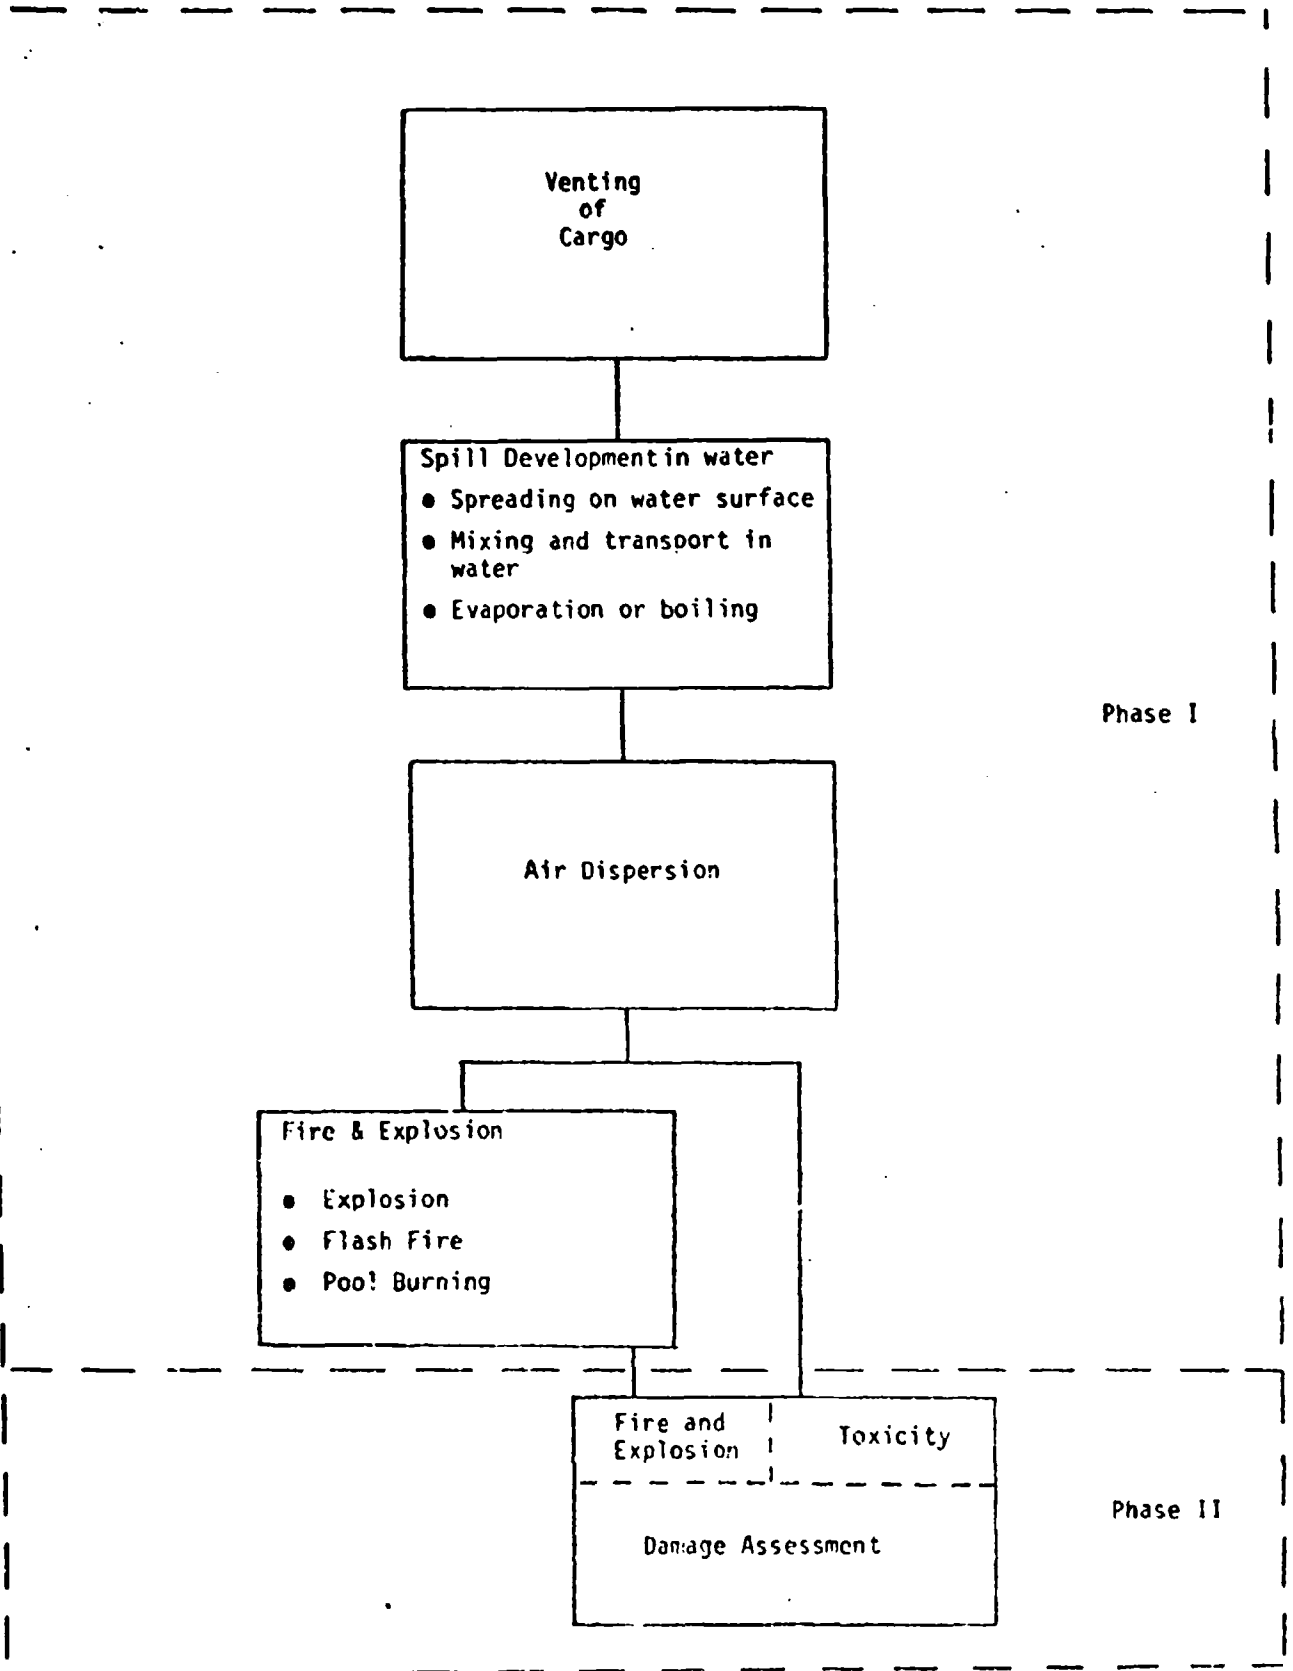 Venting
of
Cargo
Spill Development in water
● Spreading on water surface
● Mixing and transport in
water
● Evaporation or boiling
Phase I
Air Dispersion
Fire & Explosion
● Explosion
● Flash Fire
● Pool Burning
Fire and
Explosion
Toxicity
Phase II
Damage Assessment